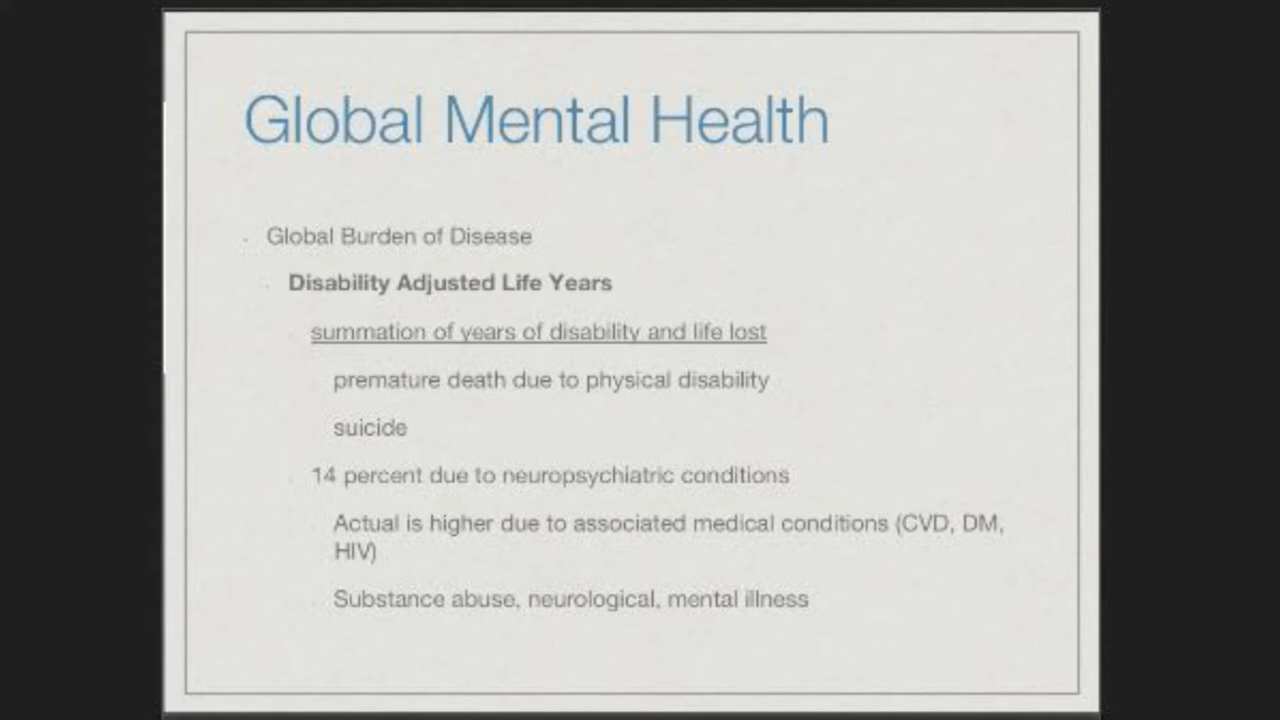 Global Mental Health
Global Burden of Disease
Disability Adjusted Life Years
summation of years of disability and life lost
premature death due to physical disability
suicide
14 percent due to neuropsychiatric conditions
Actual is higher due to associated medical conditions (CVD, DM,
HIV)
Substance abuse, neurological, mental illness